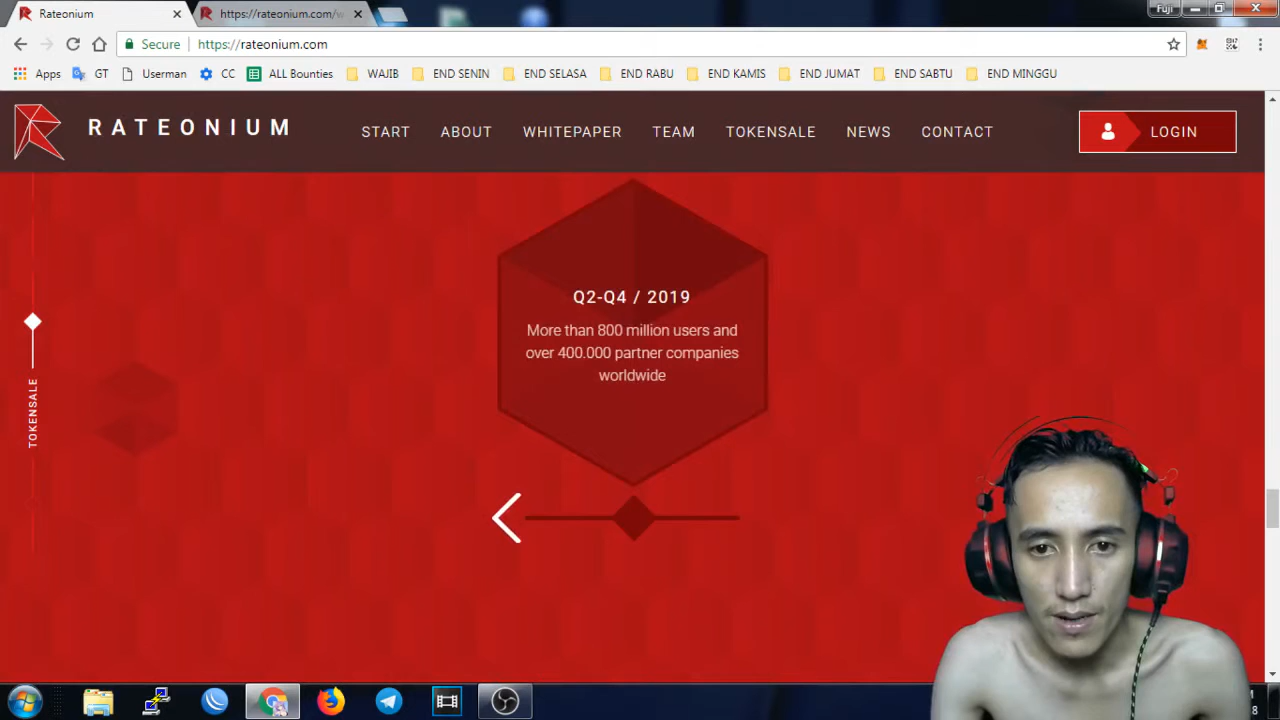 Rateonium
https://rateonium.com/w
Fuji
Secure
https://rateonium.com
Apps
GT
Userman
CC
ALL Bounties
WAJIB
END SENIN
END SELASA
END RABU
END KAMIS
END JUMAT
END SABTU
END MINGGU
RATEONIUM
START
ABOUT
WHITEPAPER
TEAM
TOKENSALE
NEWS
CONTACT
LOGIN
Q2-Q4 / 2019
More than 800 million users and
over 400.000 partner companies
worldwide
TOKENSALE